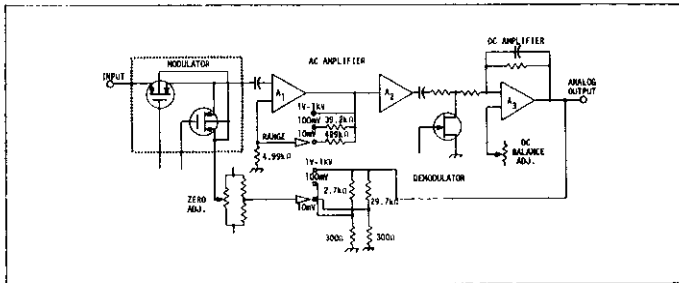 DC AMPLIFIER
MODULATOR
AC AMPLIFIER
ANALOG
OUTPUT
INPUT
A1
A2
A3
1V-1kV
100mV
39.2kΩ
10mV
489kΩ
RANGE
4.99kΩ
DC
BALANCE
ADJ.
DEMODULATOR
1V-1kV
100mV
2.7kΩ
29.7kΩ
ZERO
ADJ.
10mV
300Ω
300Ω